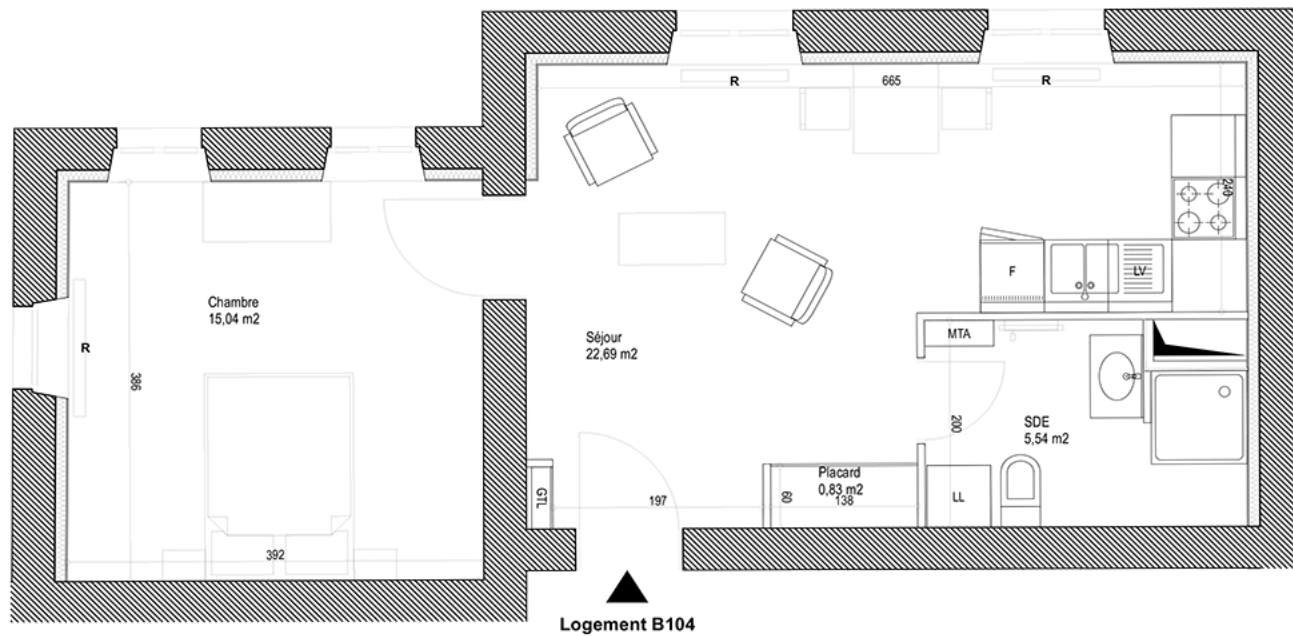 R
665
R
240
F
LV
Chambre
15,04 m2
R
386
Séjour
22,69 m2
MTA
200
SDE
5,54 m2
GTL
197
Placard
0,83 m2
60
138
LL
392
Logement B104